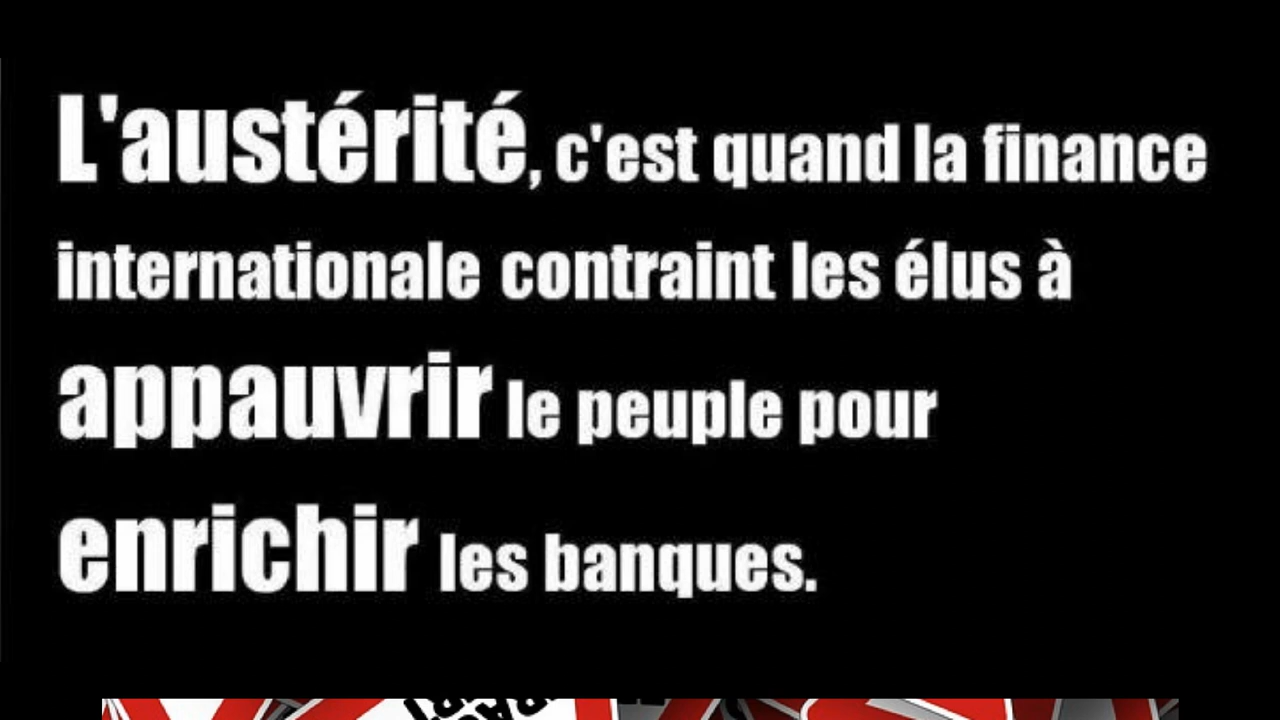 L'austérité, c'est quand la finance
internationale contraint les élus à
appauvrir le peuple pour
enrichir les banques.